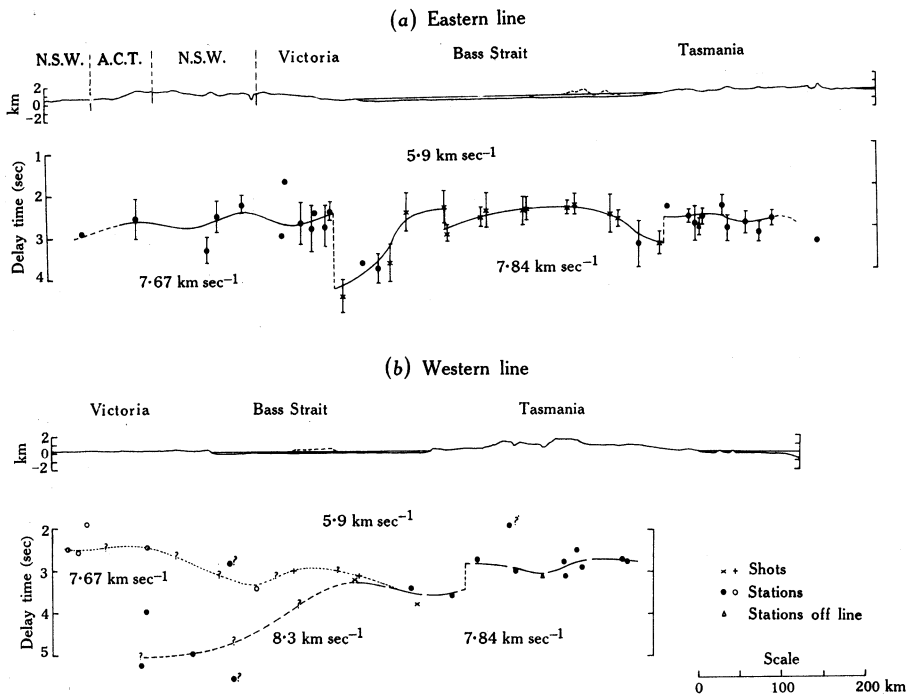 (a) Eastern line
N.S.W. A.C.T. N.S.W. Victoria Bass Strait Tasmania
km
2
0
-2
5·9 km sec⁻¹
Delay time (sec)
1
2
3
4
7·67 km sec⁻¹
7·84 km sec⁻¹
(b) Western line
Victoria Bass Strait Tasmania
km
2
0
-2
5·9 km sec⁻¹
Delay time (sec)
2
3
4
5
7·67 km sec⁻¹
8·3 km sec⁻¹
7·84 km sec⁻¹
? ? ? ? ? ? ? ? ? ? ? ?
× + Shots
● ○ Stations
▵ Stations off line
Scale
0 100 200 km